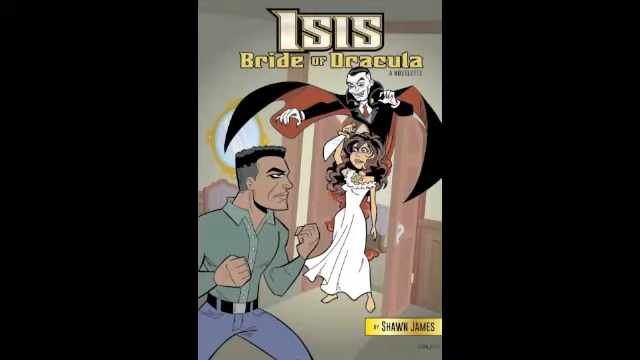 ISIS
Bride of Dracula
A NOVELETTE
BY SHAWN JAMES